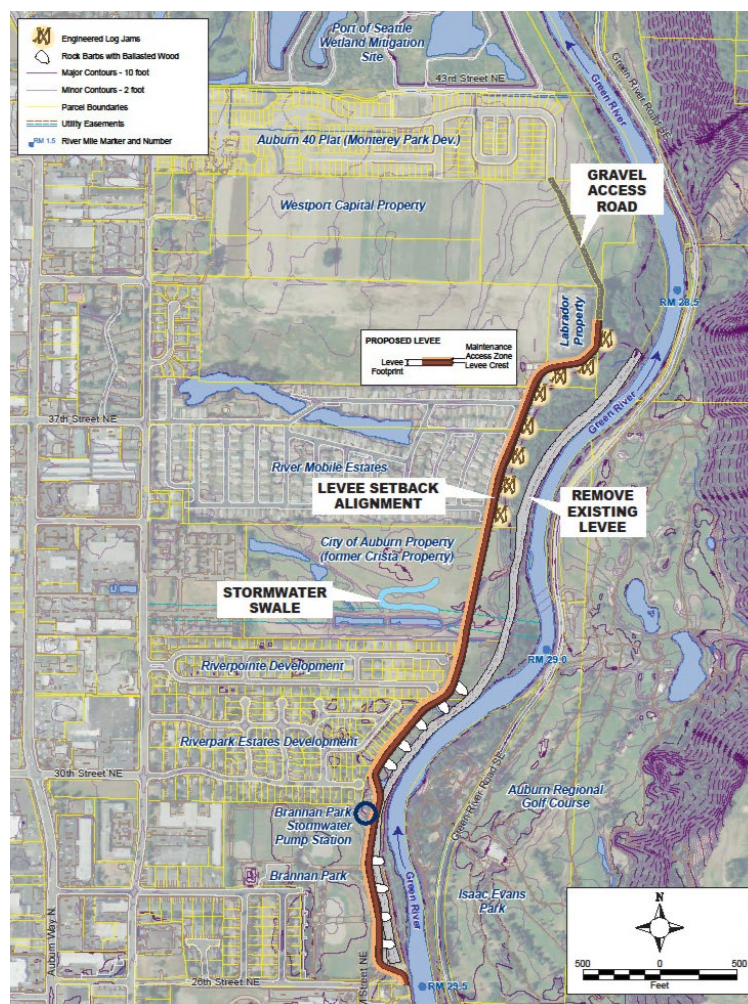 Engineered Log Jams
Rock Barbs with Ballasted Wood
Major Contours - 10 foot
Minor Contours - 2 foot
Parcel Boundaries
Utility Easements
RM 1.5
River Mile Marker and Number
Port of Seattle
Wetland Mitigation
Site
43rd Street NE
Green River
Green River Road SE
Auburn 40 Plat (Monterey Park Dev.)
GRAVEL
ACCESS
ROAD
Westport Capital Property
RM 28.5
Labrador
Property
PROPOSED LEVEE
Levee
Footprint
Maintenance
Access Zone
Levee Crest
Green River
37th Street NE
River Mobile Estates
LEVEE SETBACK
ALIGNMENT
REMOVE
EXISTING
LEVEE
City of Auburn Property
(former Crista Property)
STORMWATER
SWALE
RM 29.0
Riverpointe Development
Riverpark Estates Development
30th Street NE
Green River Road SE
Auburn Regional
Golf Course
Brannan Park
Stormwater
Pump Station
Brannan Park
Green River
Isaac Evans
Park
Auburn Way N
M Street NE
RM 29.5
N
500
0
500
Feet